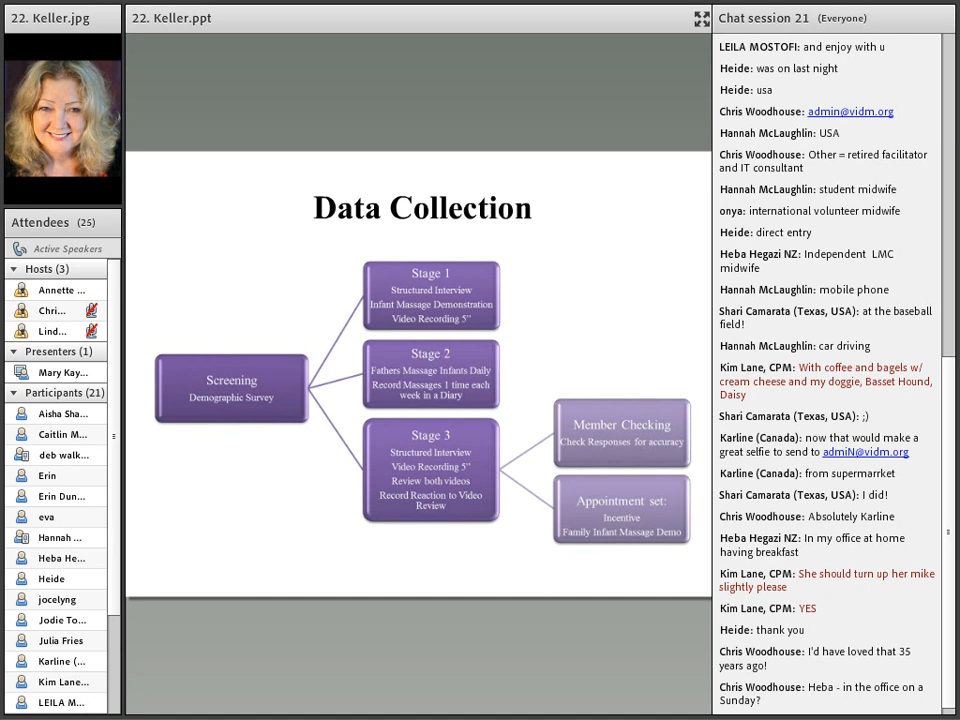 22. Keller.jpg
22. Keller.ppt
Chat session 21 (Everyone)
Attendees (25)
Active Speakers
Hosts (3)
Annette ...
Chri...
Lind...
Presenters (1)
Mary Kay...
Participants (21)
Aisha Sha...
Caitlin M...
deb walk...
Erin
Erin Dun...
eva
Hannah ...
Heba He...
Heide
jocelyng
Jodie To...
Julia Fries
Karline (...
Kim Lane...
LEILA M...
Data Collection
Screening
Demographic Survey
Stage 1
Structured Interview
Infant Massage Demonstration
Video Recording 5"
Stage 2
Fathers Massage Infants Daily
Record Massages 1 time each
week in a Diary
Stage 3
Structured Interview
Video Recording 5"
Review both videos
Record Reaction to Video
Review
Member Checking
Check Responses for accuracy
Appointment set:
Incentive
Family Infant Massage Demo
LEILA MOSTOFI: and enjoy with u
Heide: was on last night
Heide: usa
Chris Woodhouse: admin@vidm.org
Hannah McLaughlin: USA
Chris Woodhouse: Other = retired facilitator
and IT consultant
Hannah McLaughlin: student midwife
onya: international volunteer midwife
Heide: direct entry
Heba Hegazi NZ: Independent LMC
midwife
Hannah McLaughlin: mobile phone
Shari Camarata (Texas, USA): at the baseball
field!
Hannah McLaughlin: car driving
Kim Lane, CPM: With coffee and bagels w/
cream cheese and my doggie, Basset Hound,
Daisy
Shari Camarata (Texas, USA): ;)
Karline (Canada): now that would make a
great selfie to send to admiN@vidm.org
Karline (Canada): from supermarrket
Shari Camarata (Texas, USA): I did!
Chris Woodhouse: Absolutely Karline
Heba Hegazi NZ: In my office at home
having breakfast
Kim Lane, CPM: She should turn up her mike
slightly please
Kim Lane, CPM: YES
Heide: thank you
Chris Woodhouse: I'd have loved that 35
years ago!
Chris Woodhouse: Heba - in the office on a
Sunday?